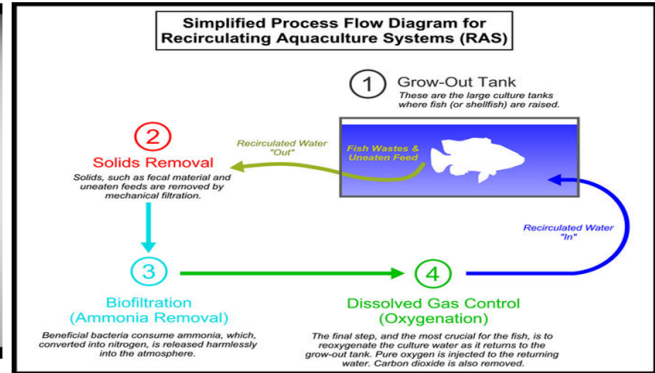 Simplified Process Flow Diagram for
Recirculating Aquaculture Systems (RAS)
1
Grow-Out Tank
These are the large culture tanks
where fish (or shellfish) are raised.
Fish Wastes &
Uneaten Feed
Recirculated Water
"Out"
2
Solids Removal
Solids, such as fecal material and
uneaten feeds are removed by
mechanical filtration.
Recirculated Water
"In"
3
Biofiltration
(Ammonia Removal)
Beneficial bacteria consume ammonia, which,
converted into nitrogen, is released harmlessly
into the atmosphere.
4
Dissolved Gas Control
(Oxygenation)
The final step, and the most crucial for the fish, is to
reoxygenate the culture water as it returns to the
grow-out tank. Pure oxygen is injected to the returning
water. Carbon dioxide is also removed.